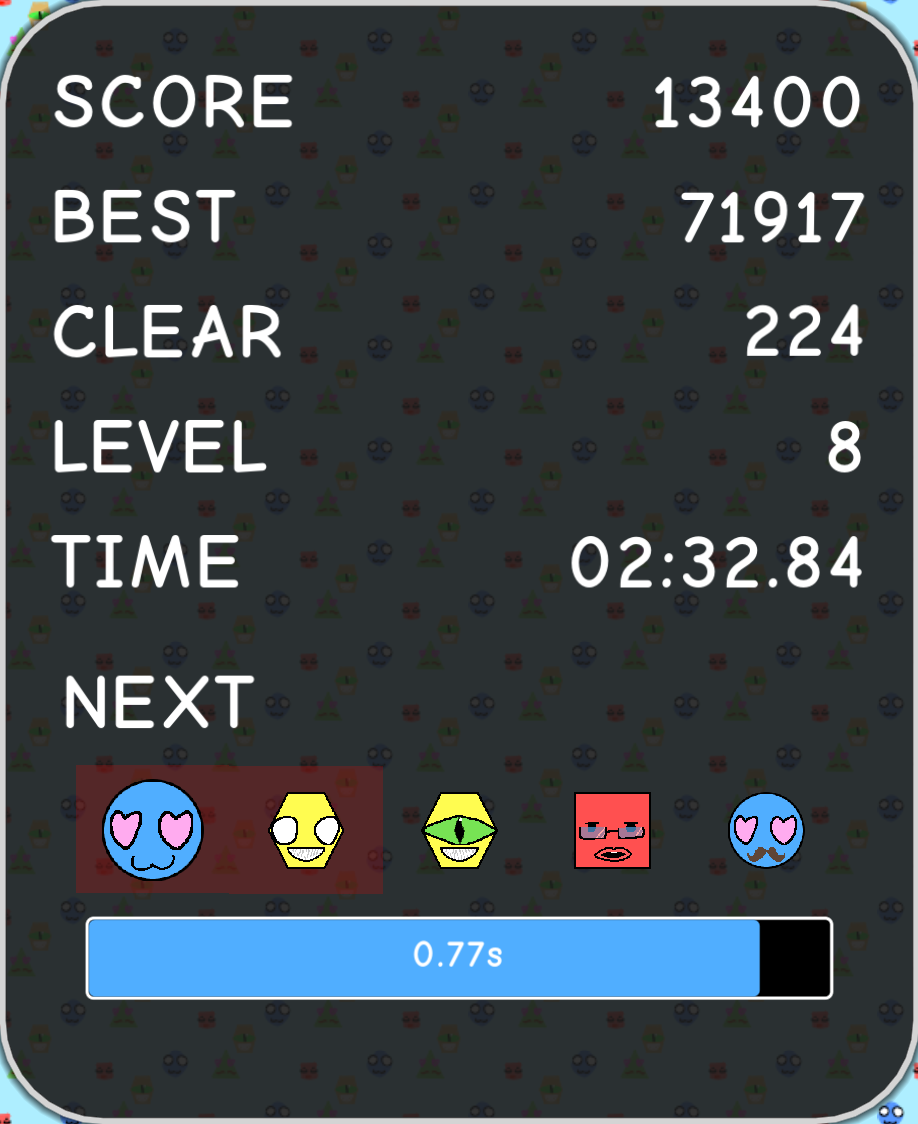 SCORE 13400
BEST 71917
CLEAR 224
LEVEL 8
TIME 02:32.84
NEXT
0.77s